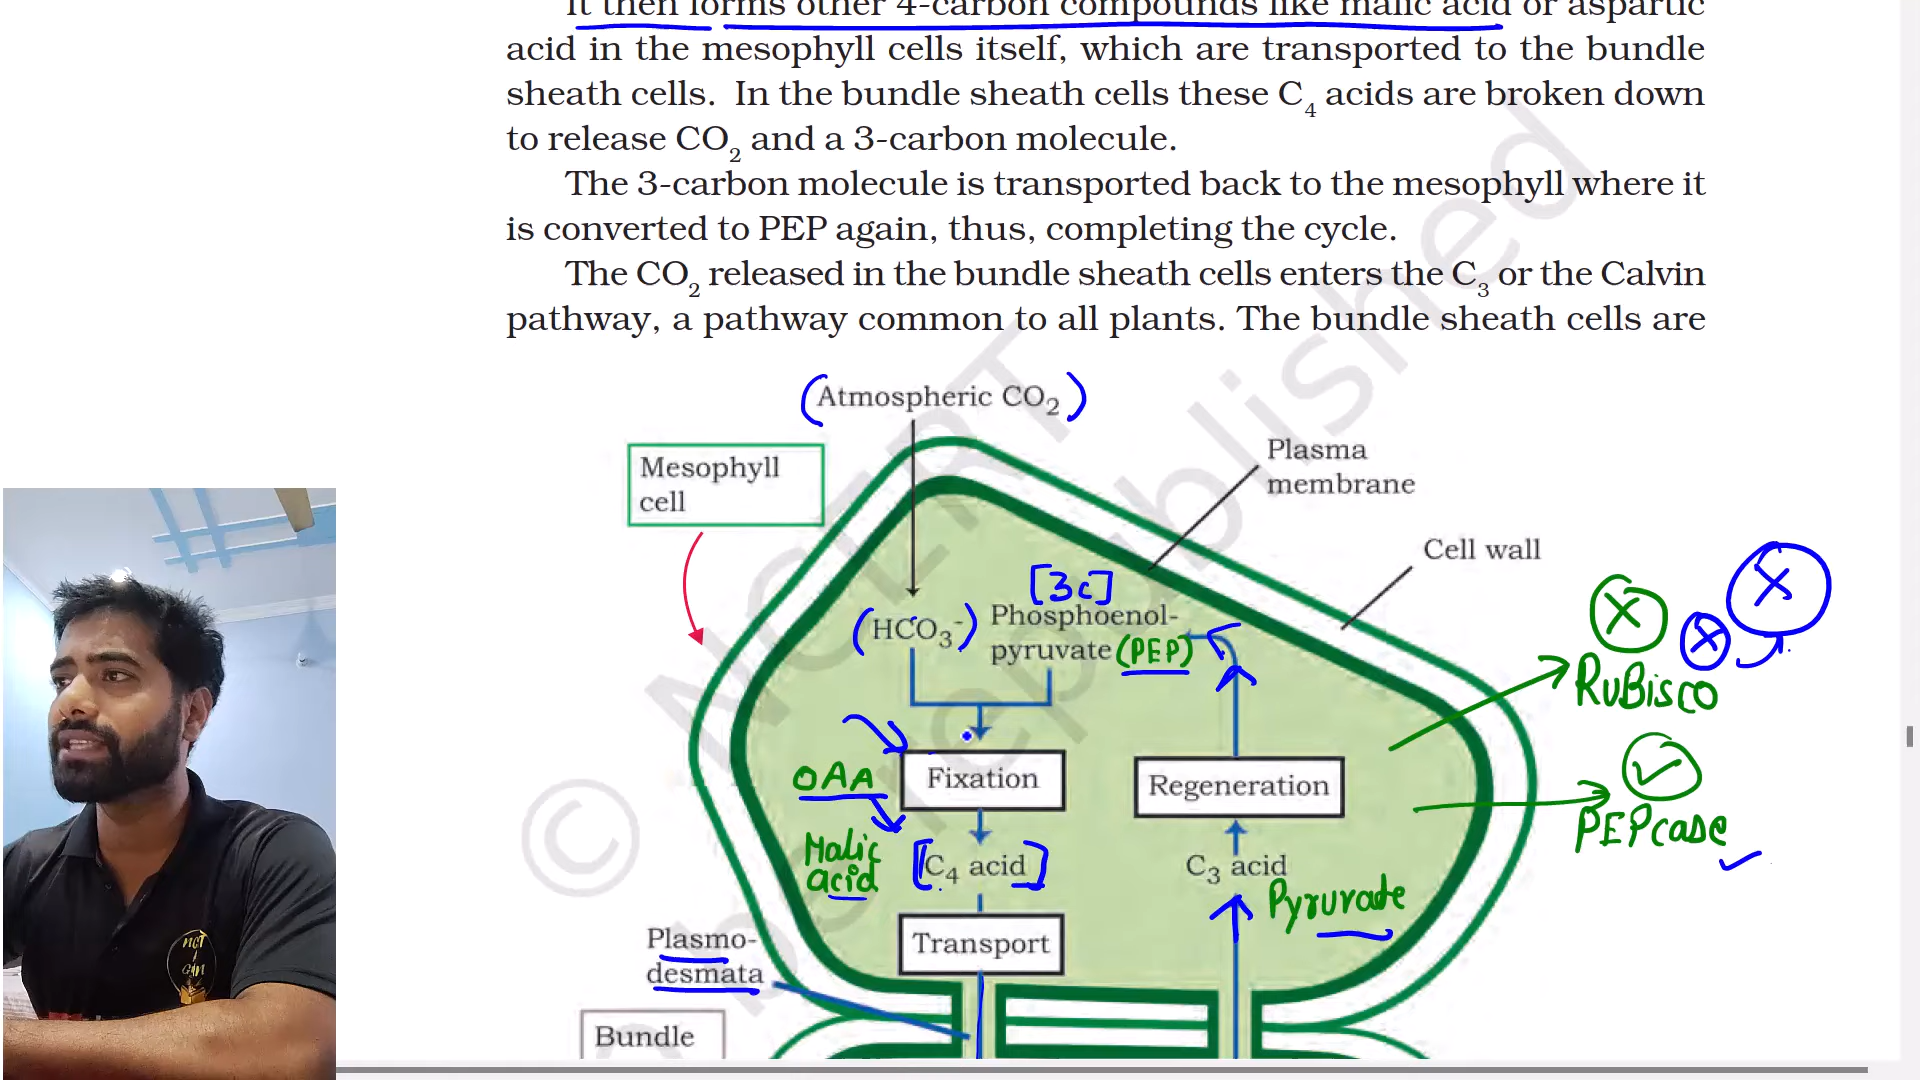 It then forms other 4-carbon compounds like malic acid or aspartic
acid in the mesophyll cells itself, which are transported to the bundle
sheath cells. In the bundle sheath cells these C4 acids are broken down
to release CO2 and a 3-carbon molecule.
The 3-carbon molecule is transported back to the mesophyll where it
is converted to PEP again, thus, completing the cycle.
The CO2 released in the bundle sheath cells enters the C3 or the Calvin
pathway, a pathway common to all plants. The bundle sheath cells are
(Atmospheric CO2)
Mesophyll
cell
Plasma
membrane
Cell wall
[3c]
(HCO3-)
Phosphoenol-
pyruvate (PEP)
RuBisco
OAA
Fixation
Regeneration
PEPcase
Malic
acid
[C4 acid]
C3 acid
Pyruvate
Transport
Plasmo-
desmata
Bundle
© NCERT
be republished